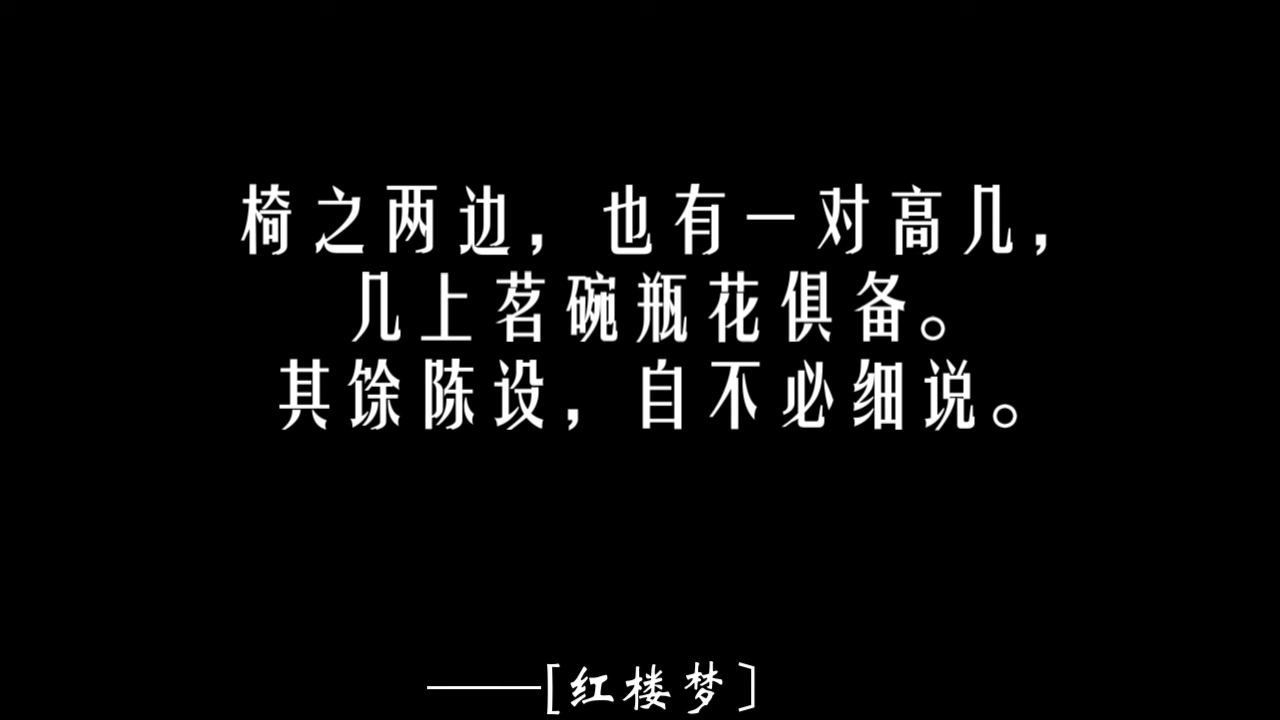 椅之两边，也有一对高几，
几上茗碗瓶花俱备。
其馀陈设，自不必细说。
——[红楼梦]